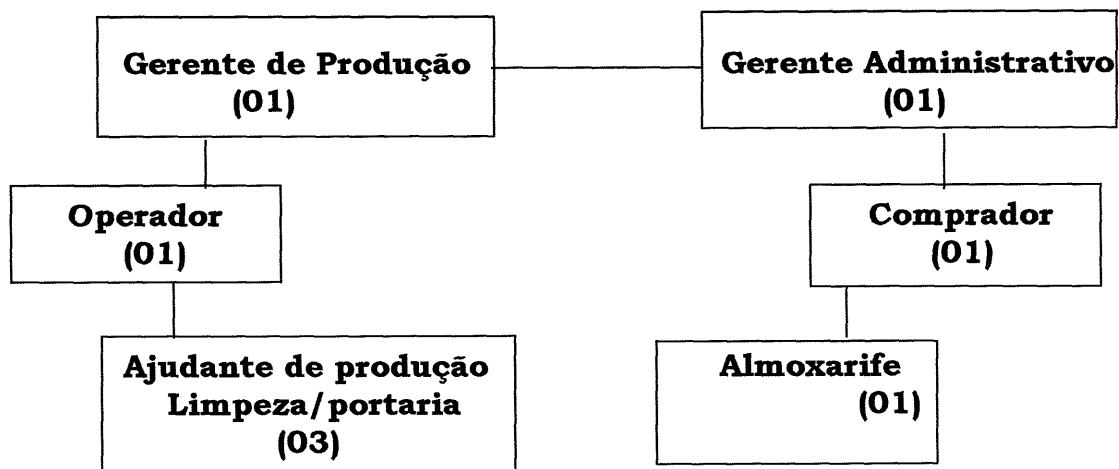 Gerente de Produção
(01)
Gerente Administrativo
(01)
Operador
(01)
Comprador
(01)
Ajudante de produção
Limpeza/portaria
(03)
Almoxarife
(01)